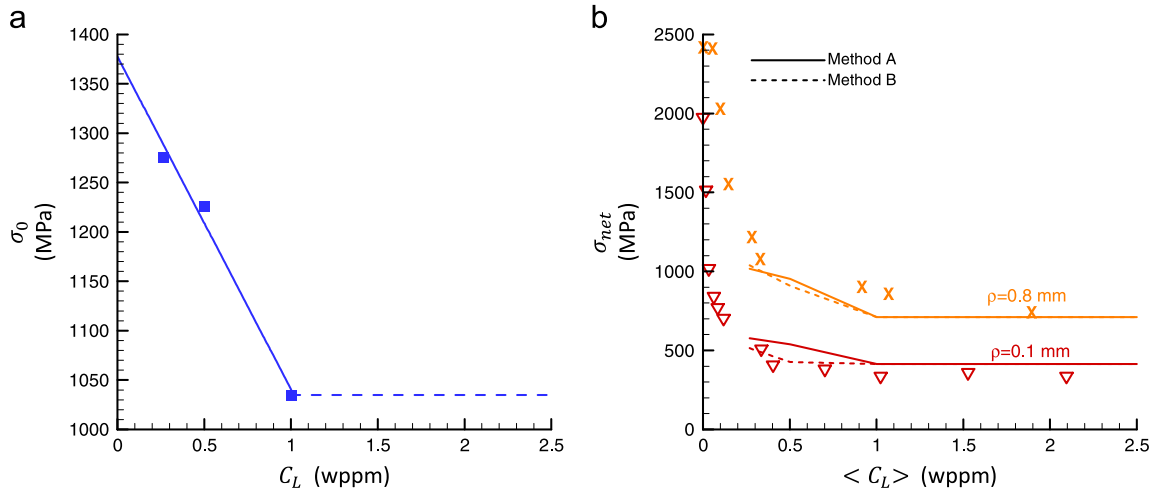 a
1400
1350
1300
1250
1200
1150
1100
1050
1000
σ0
(MPa)
0
0.5
1
1.5
2
2.5
CL (wppm)
b
2500
2000
1500
1000
500
0
σnet
(MPa)
Method A
Method B
ρ=0.8 mm
ρ=0.1 mm
0
0.5
1
1.5
2
2.5
< CL > (wppm)